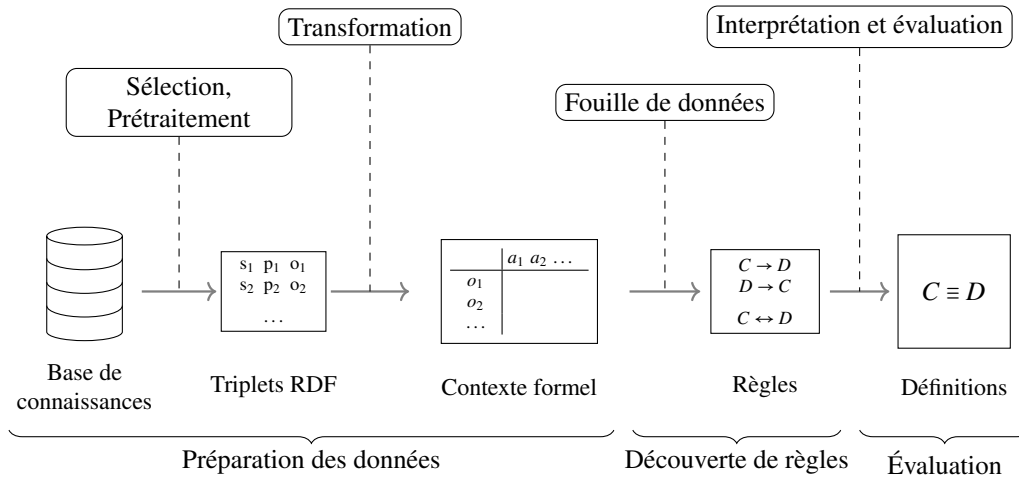 Transformation
Interprétation et évaluation
Sélection,
Prétraitement
Fouille de données
s₁ p₁ o₁
s₂ p₂ o₂
…
a₁ a₂ …
o₁
o₂
…
C → D
D → C
C ↔ D
C ≡ D
Base de
connaissances
Triplets RDF
Contexte formel
Règles
Définitions
Préparation des données
Découverte de règles
Évaluation